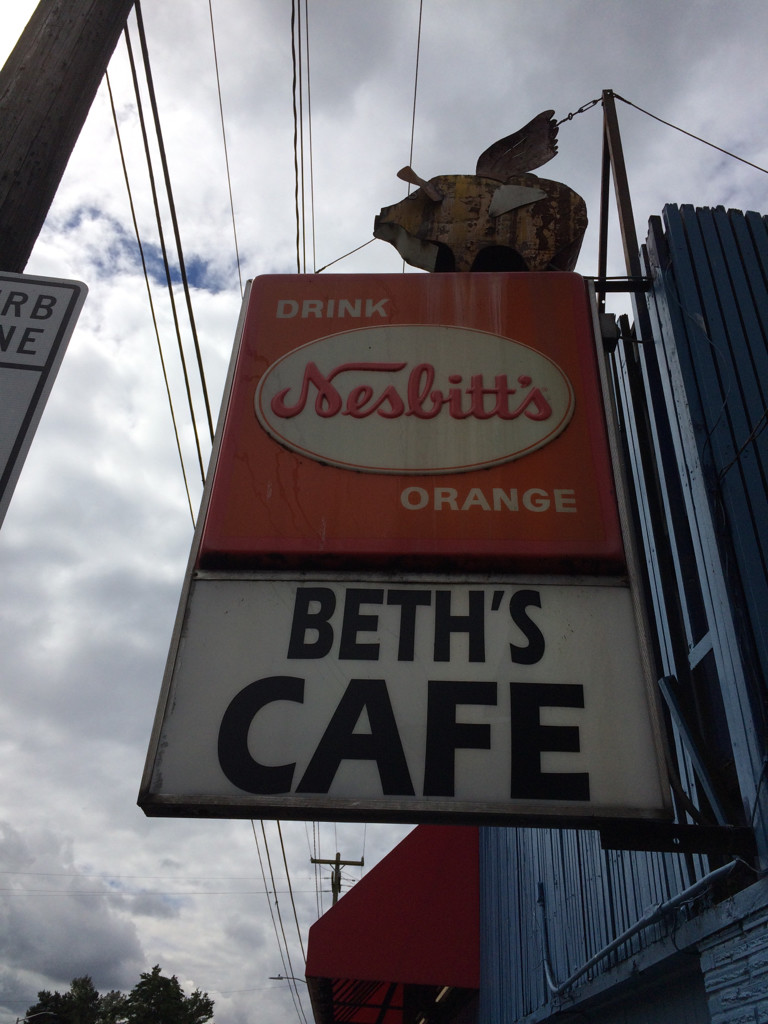 DRINK
Nesbitt's
ORANGE
BETH'S
CAFE